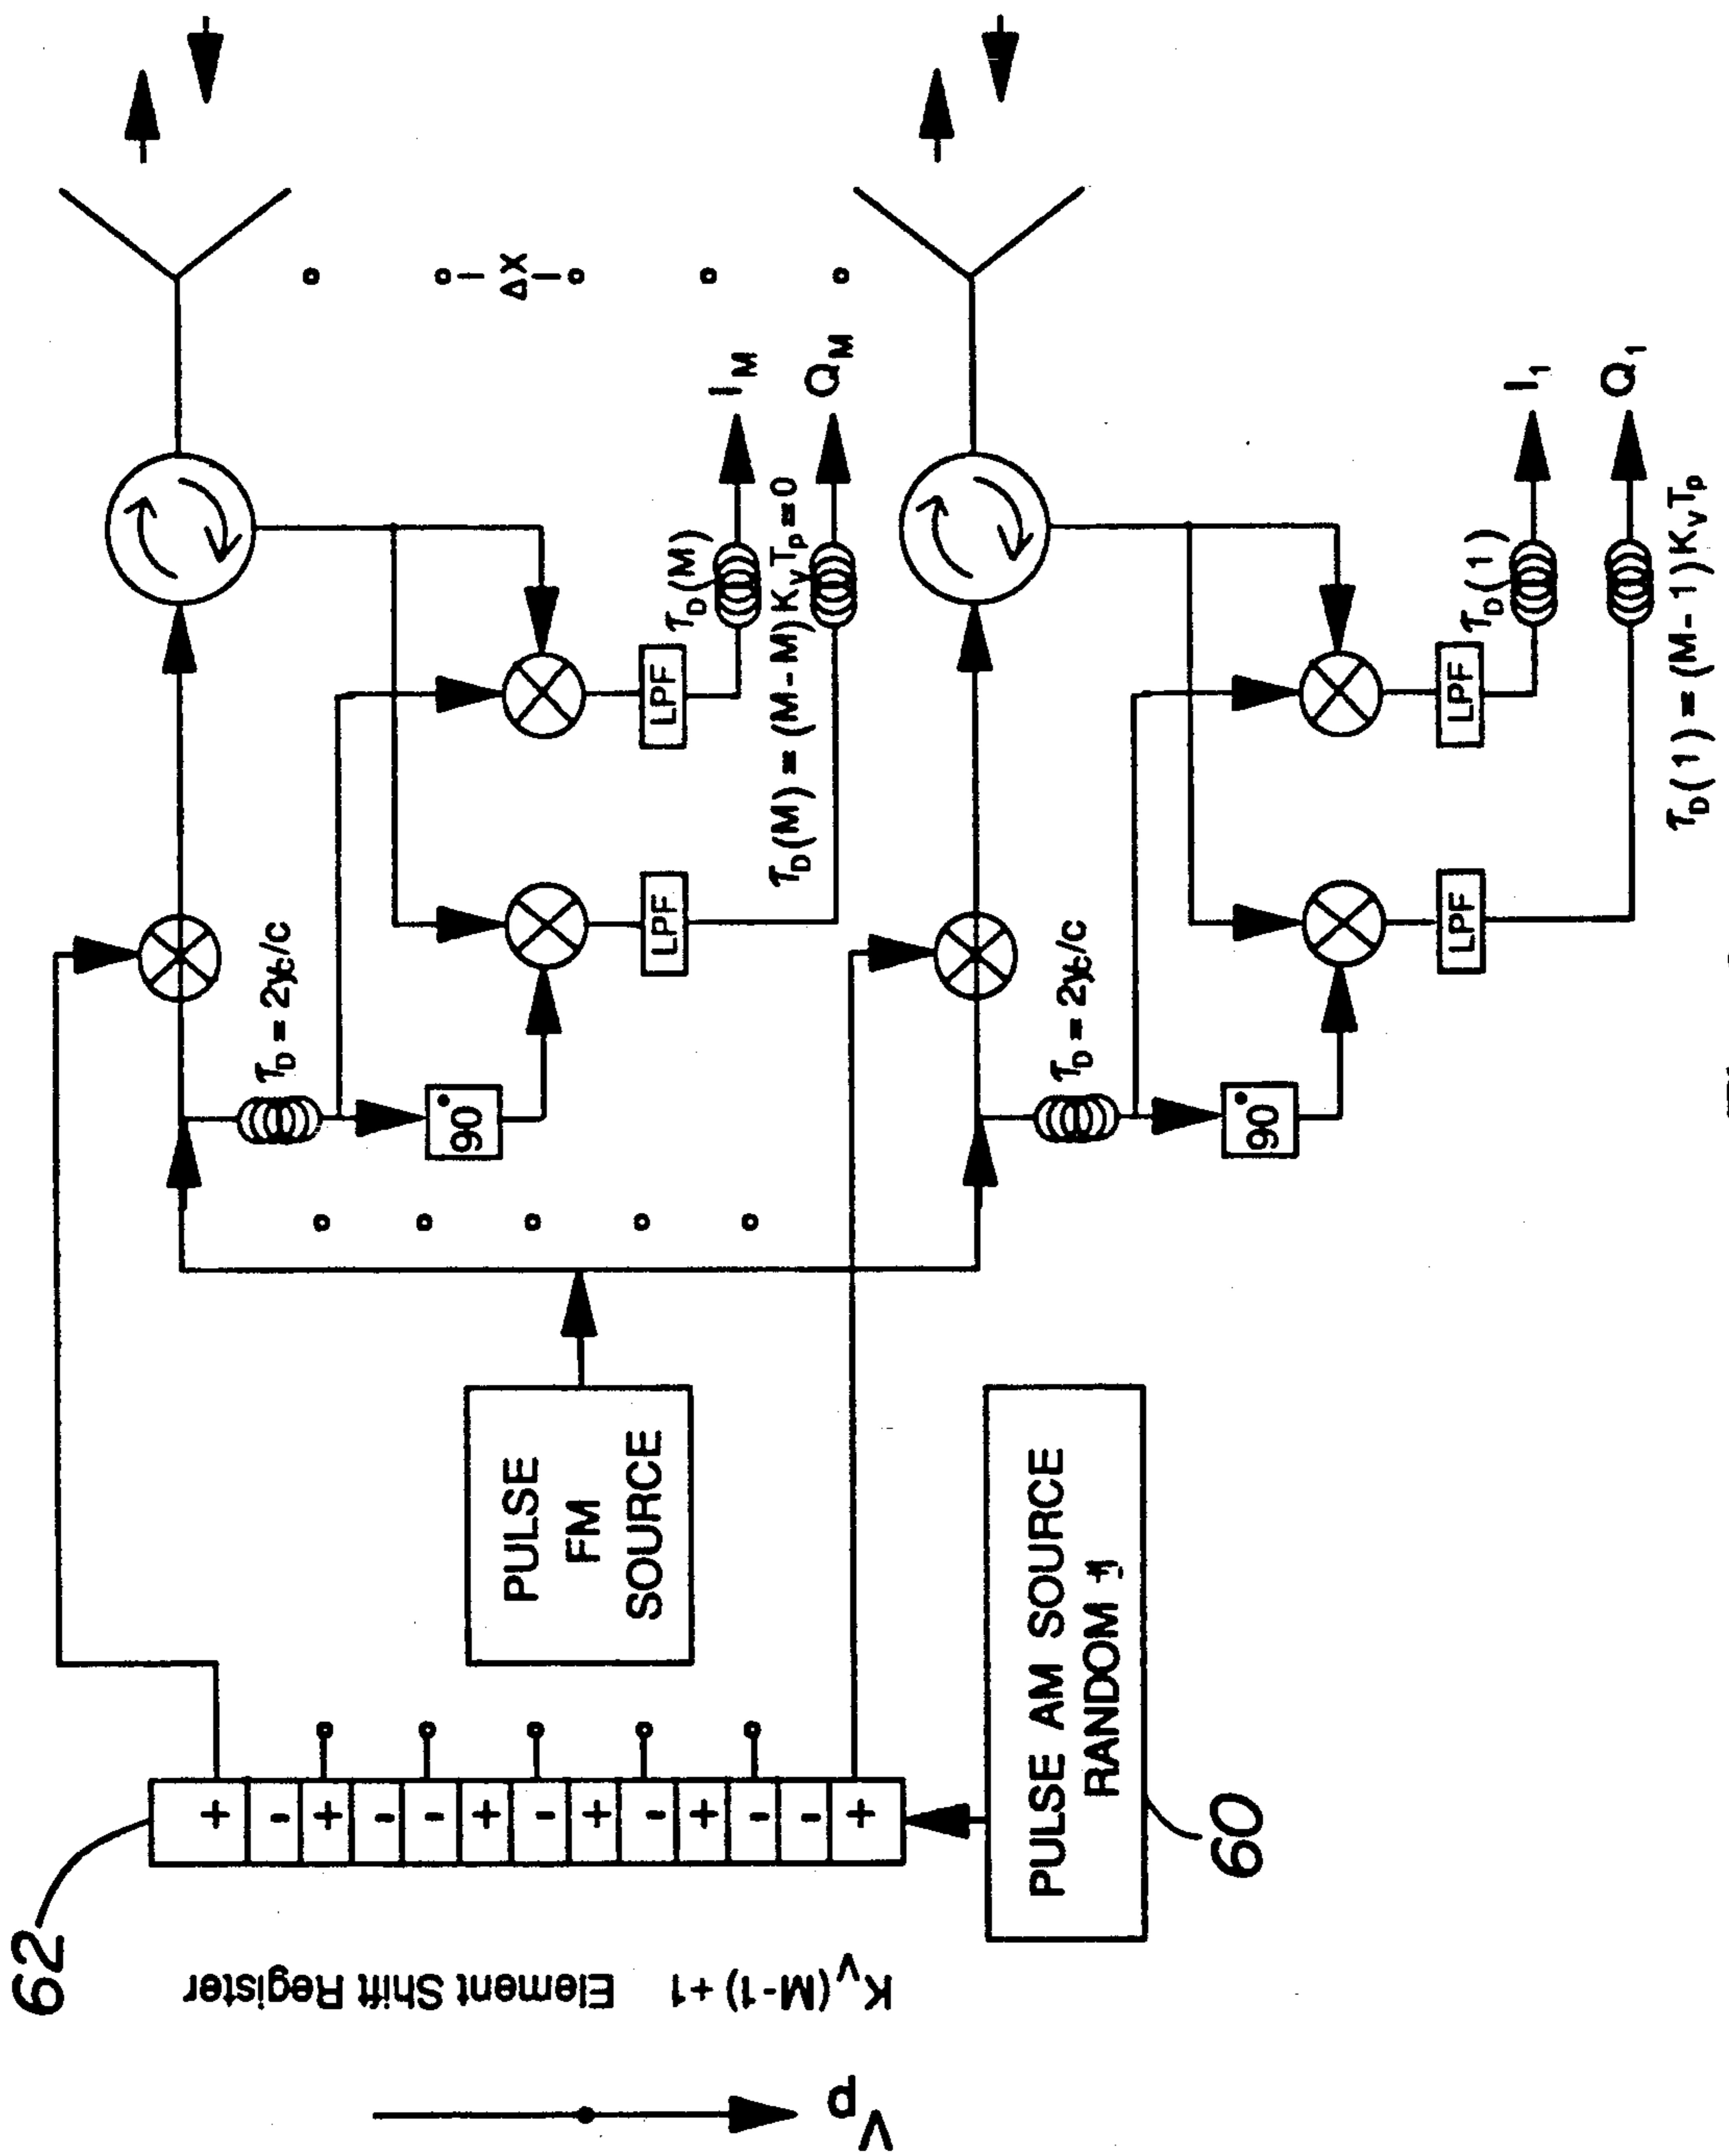 62
V
p
K_V(M-1)+1 Element Shift Register
+
-
+
-
-
+
-
+
-
+
-
-
+
PULSE
FM
SOURCE
PULSE AM SOURCE
RANDOM ±1
60
τ_D = 2y_c/c
90°
LPF
LPF
τ_D(M)
τ_D(M) = (M-M)K_VT_p = 0
I_M
Q_M
ΔX
τ_D = 2y_c/c
90°
LPF
LPF
τ_D(1)
τ_D(1) = (M-1)K_VT_p
I_1
Q_1